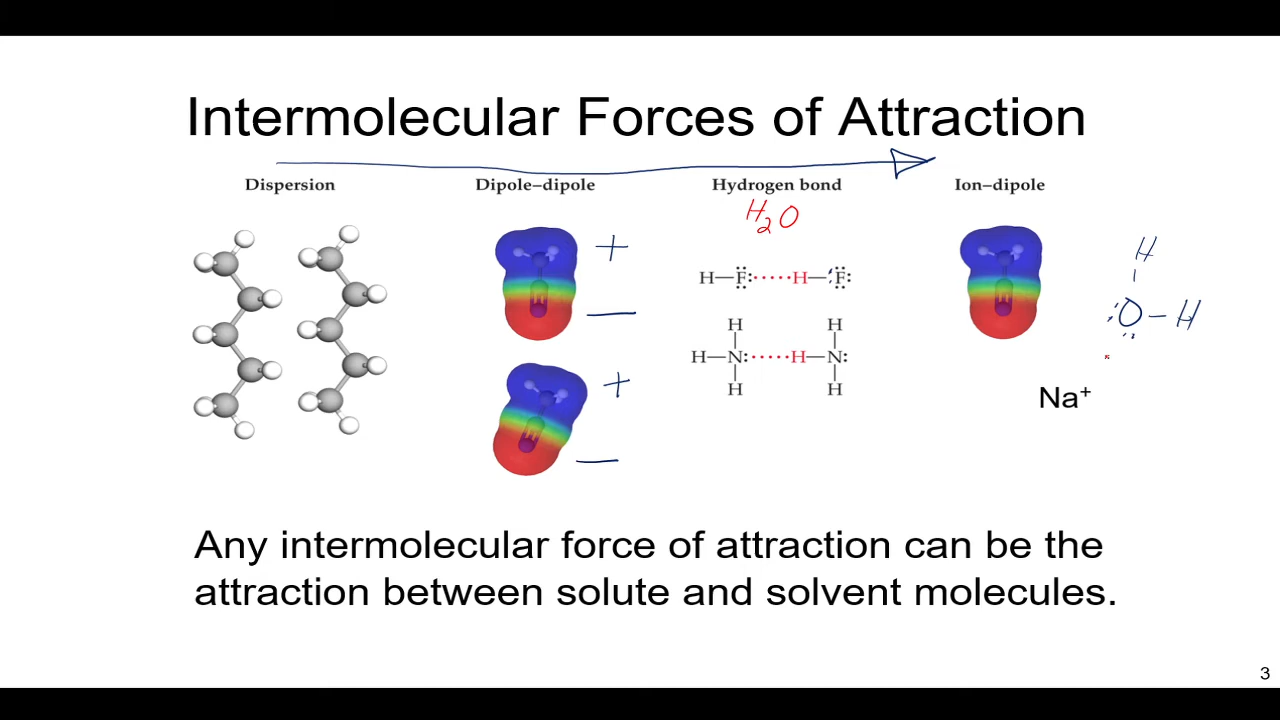 Intermolecular Forces of Attraction
Dispersion
Dipole–dipole
Hydrogen bond
Ion–dipole
H2O
+
—
+
—
H—F:·····H—F:
H H
H—N:·····H—N:
H H
H
:O–H
Na+
Any intermolecular force of attraction can be the
attraction between solute and solvent molecules.
3